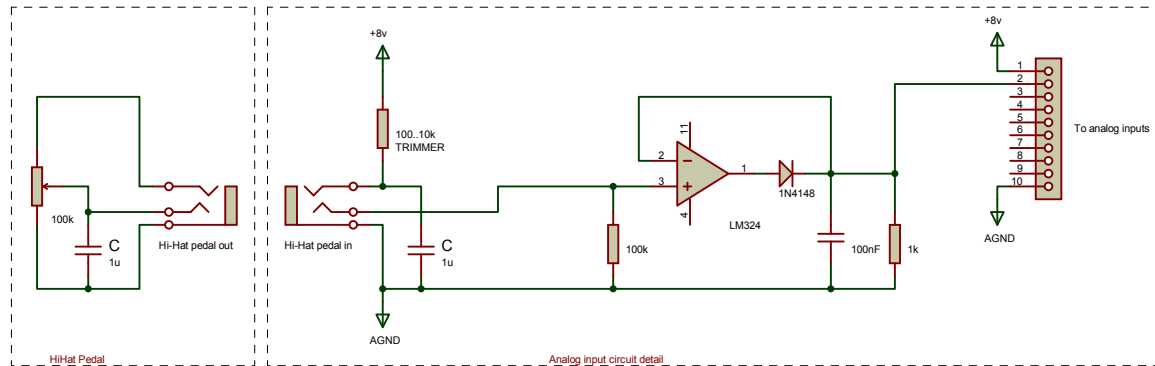 100k
C
1u
Hi-Hat pedal out
HiHat Pedal
+8v
100..10k
TRIMMER
Hi-Hat pedal in
C
1u
AGND
100k
2
3
11
4
1
LM324
1N4148
100nF
1k
+8v
1
2
3
4
5
6
7
8
9
10
To analog inputs
AGND
Analog input circuit detail